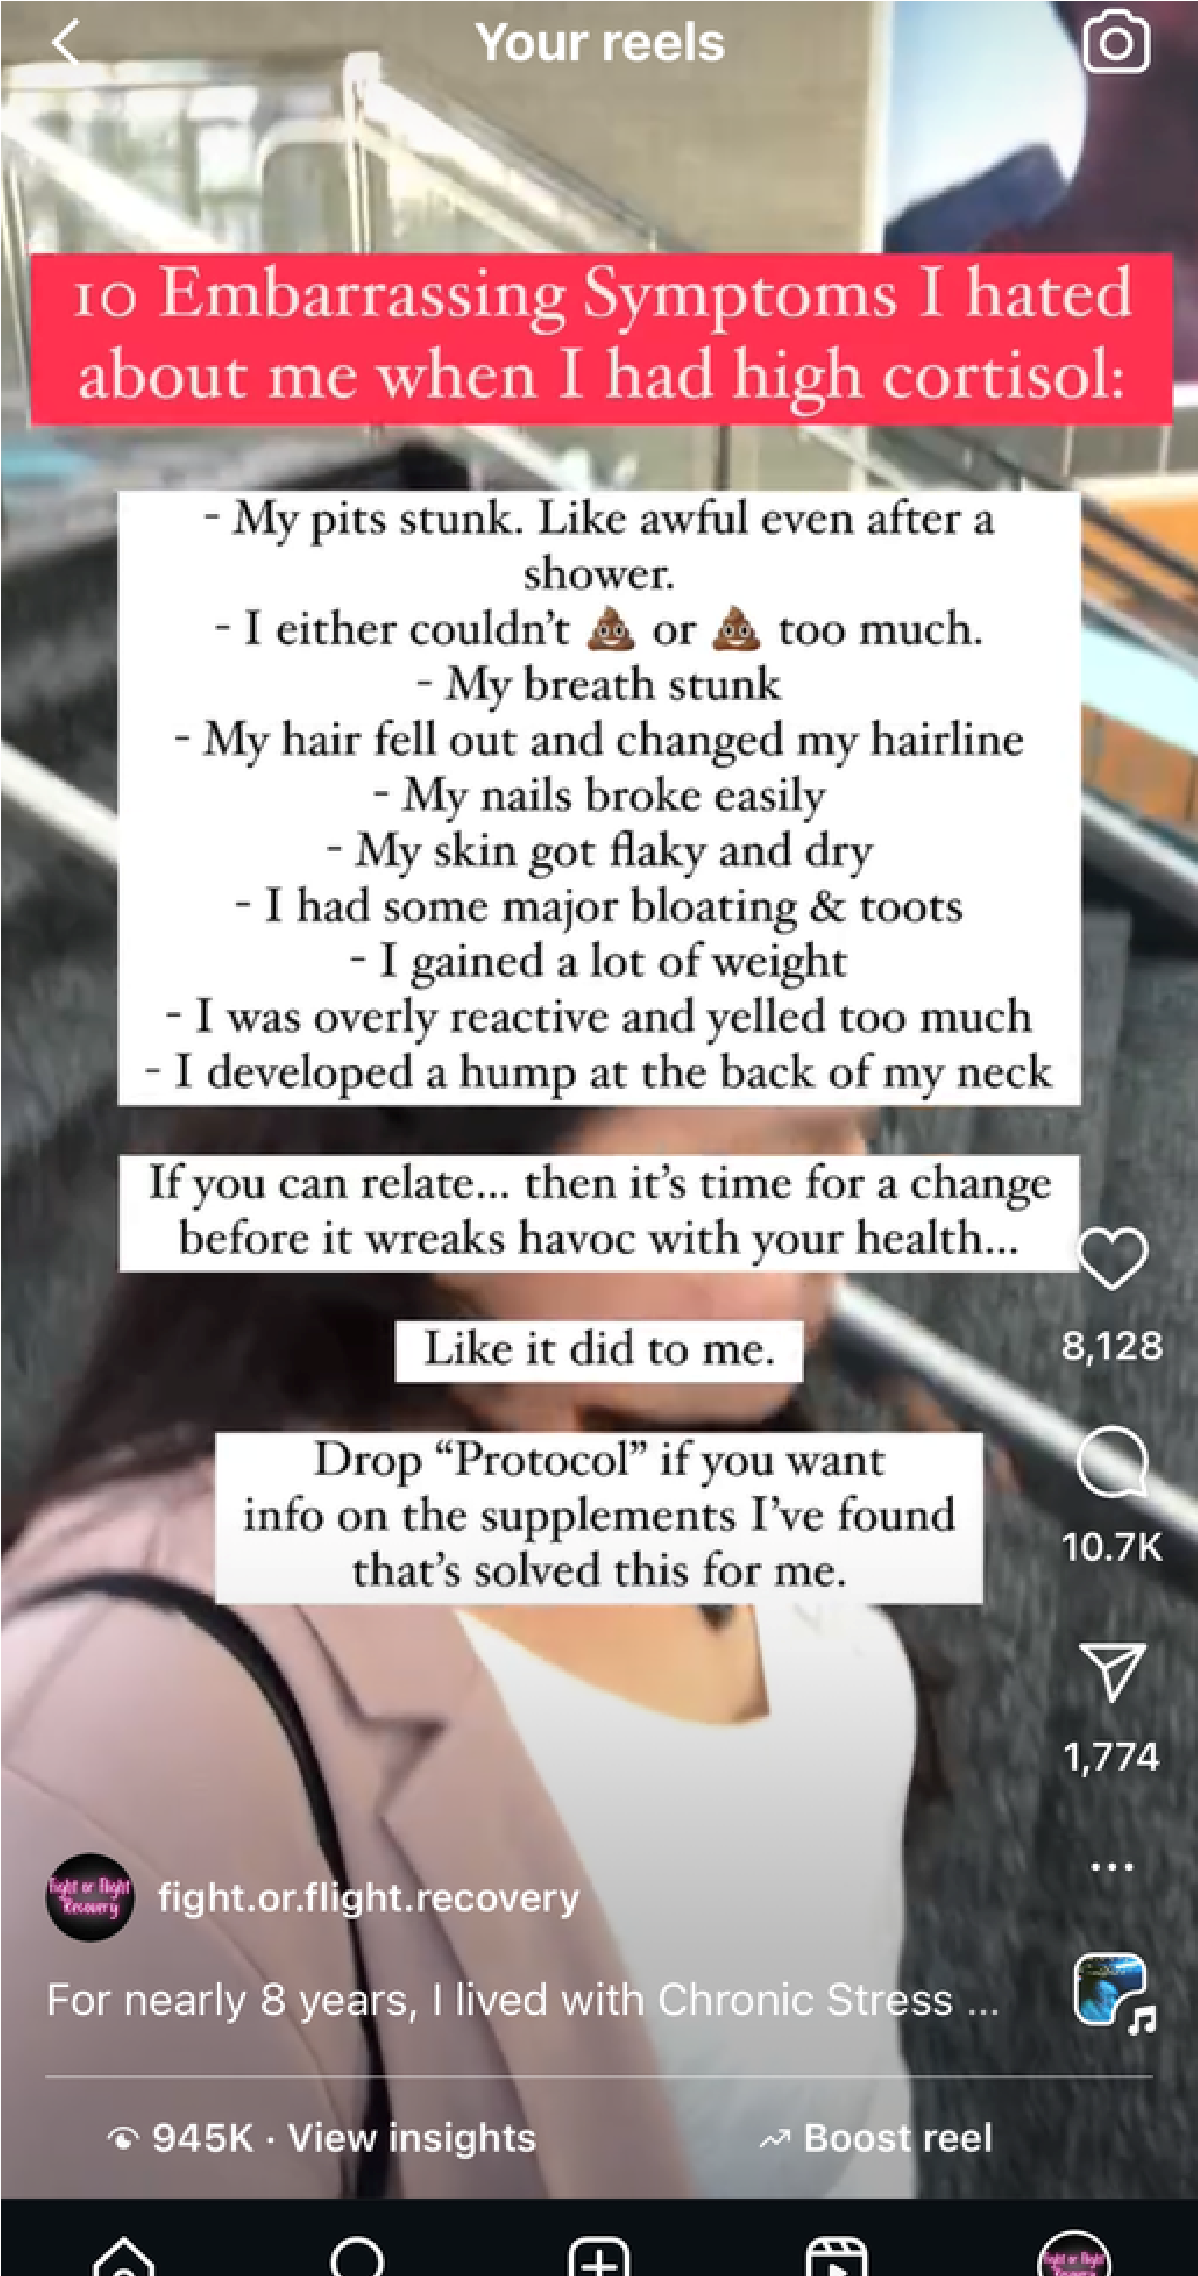 Your reels
10 Embarrassing Symptoms I hated
about me when I had high cortisol:
- My pits stunk. Like awful even after a
shower.
- I either couldn't 💩 or 💩 too much.
- My breath stunk
- My hair fell out and changed my hairline
- My nails broke easily
- My skin got flaky and dry
- I had some major bloating & toots
- I gained a lot of weight
- I was overly reactive and yelled too much
- I developed a hump at the back of my neck
If you can relate... then it's time for a change
before it wreaks havoc with your health...
Like it did to me.
Drop “Protocol” if you want
info on the supplements I've found
that's solved this for me.
8,128
10.7K
1,774
fight or flight
Recovery
fight.or.flight.recovery
For nearly 8 years, I lived with Chronic Stress ...
945K · View insights
Boost reel
fight or flight
Recovery